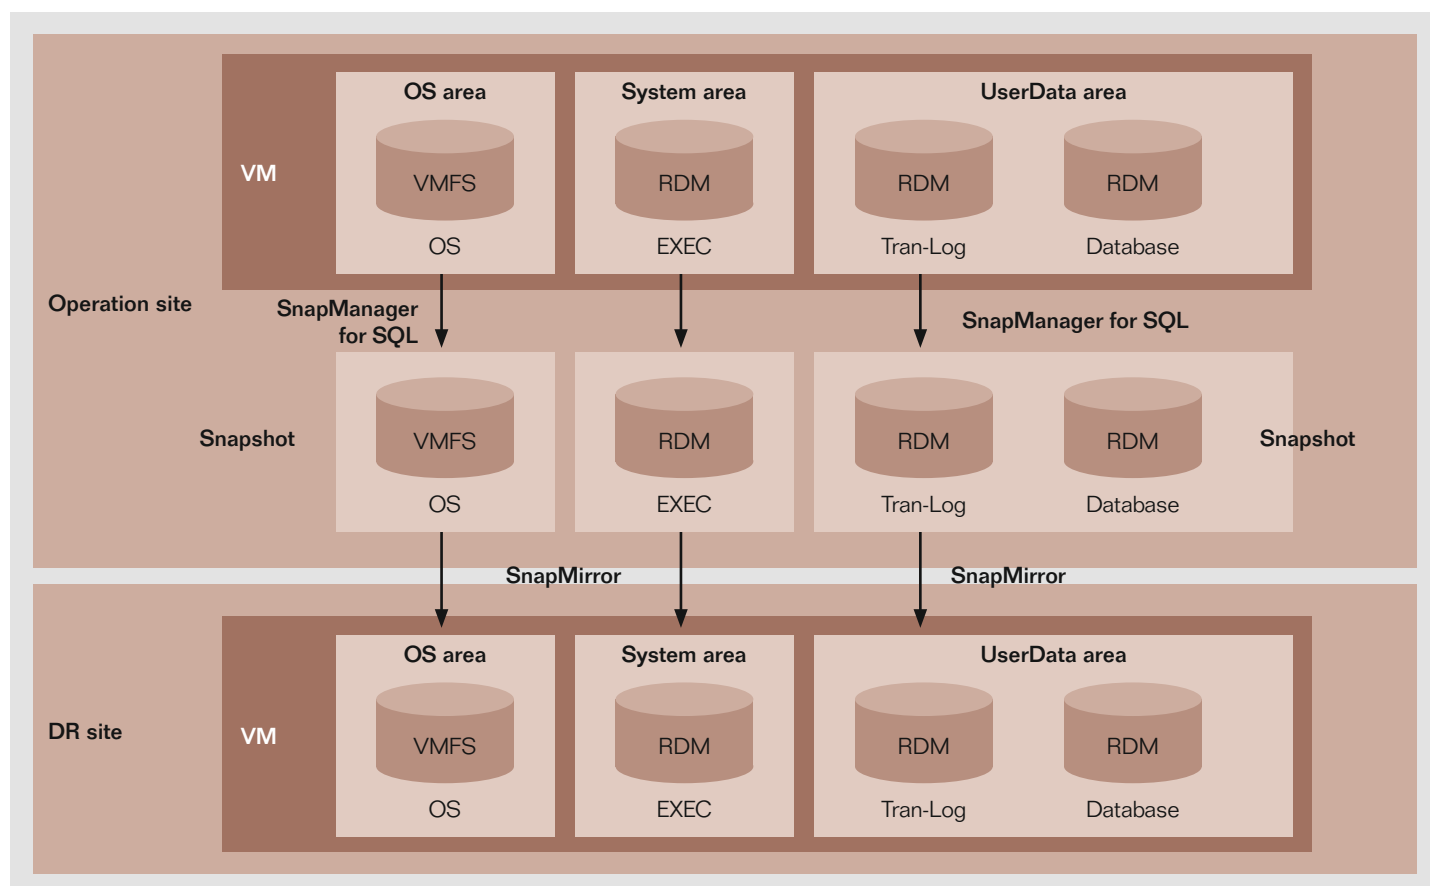 OS area
System area
UserData area
VM
VMFS
RDM
RDM
RDM
OS
EXEC
Tran-Log
Database
Operation site
SnapManager
for SQL
SnapManager for SQL
Snapshot
VMFS
RDM
RDM
RDM
Snapshot
OS
EXEC
Tran-Log
Database
SnapMirror
SnapMirror
OS area
System area
UserData area
DR site
VM
VMFS
RDM
RDM
RDM
OS
EXEC
Tran-Log
Database